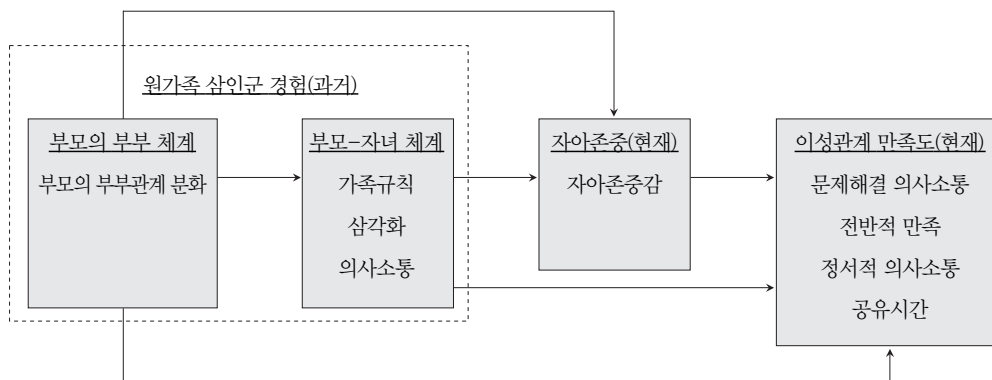 원가족 삼인군 경험(과거)
부모의 부부 체계
부모의 부부관계 분화
부모-자녀 체계
가족규칙
삼각화
의사소통
자아존중(현재)
자아존중감
이성관계 만족도(현재)
문제해결 의사소통
전반적 만족
정서적 의사소통
공유시간